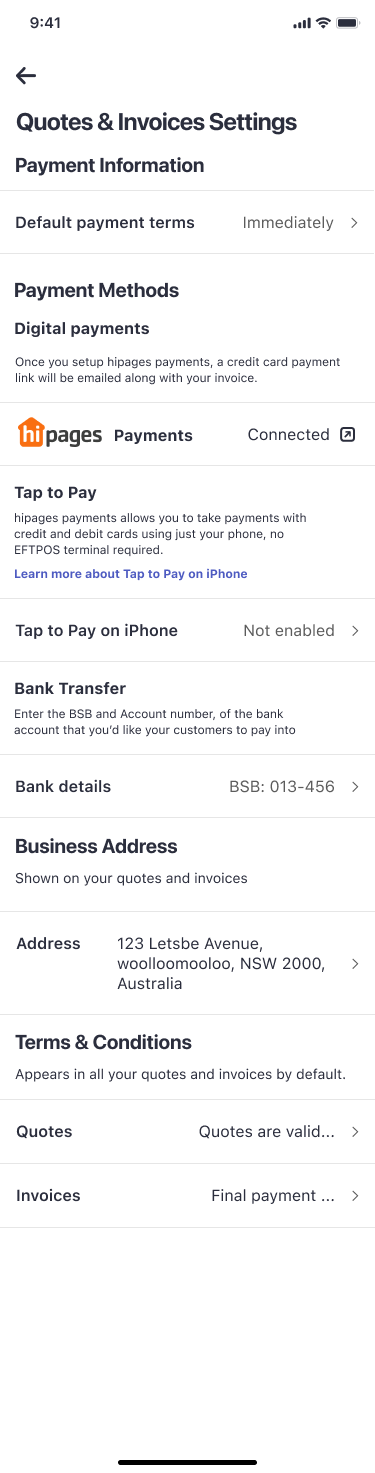 9:41
Quotes & Invoices Settings
Payment Information
Default payment terms Immediately
Payment Methods
Digital payments
Once you setup hipages payments, a credit card payment
link will be emailed along with your invoice.
hipages Payments Connected
Tap to Pay
hipages payments allows you to take payments with
credit and debit cards using just your phone, no
EFTPOS terminal required.
Learn more about Tap to Pay on iPhone
Tap to Pay on iPhone Not enabled
Bank Transfer
Enter the BSB and Account number, of the bank
account that you’d like your customers to pay into
Bank details BSB: 013-456
Business Address
Shown on your quotes and invoices
Address 123 Letsbe Avenue,
woolloomooloo, NSW 2000,
Australia
Terms & Conditions
Appears in all your quotes and invoices by default.
Quotes Quotes are valid...
Invoices Final payment ...